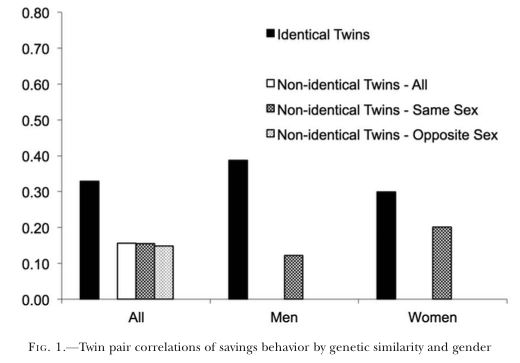 0.80
0.70
0.60
0.50
0.40
0.30
0.20
0.10
0.00
Identical Twins
Non-identical Twins - All
Non-identical Twins - Same Sex
Non-identical Twins - Opposite Sex
All Men Women
FIG. 1.—Twin pair correlations of savings behavior by genetic similarity and gender